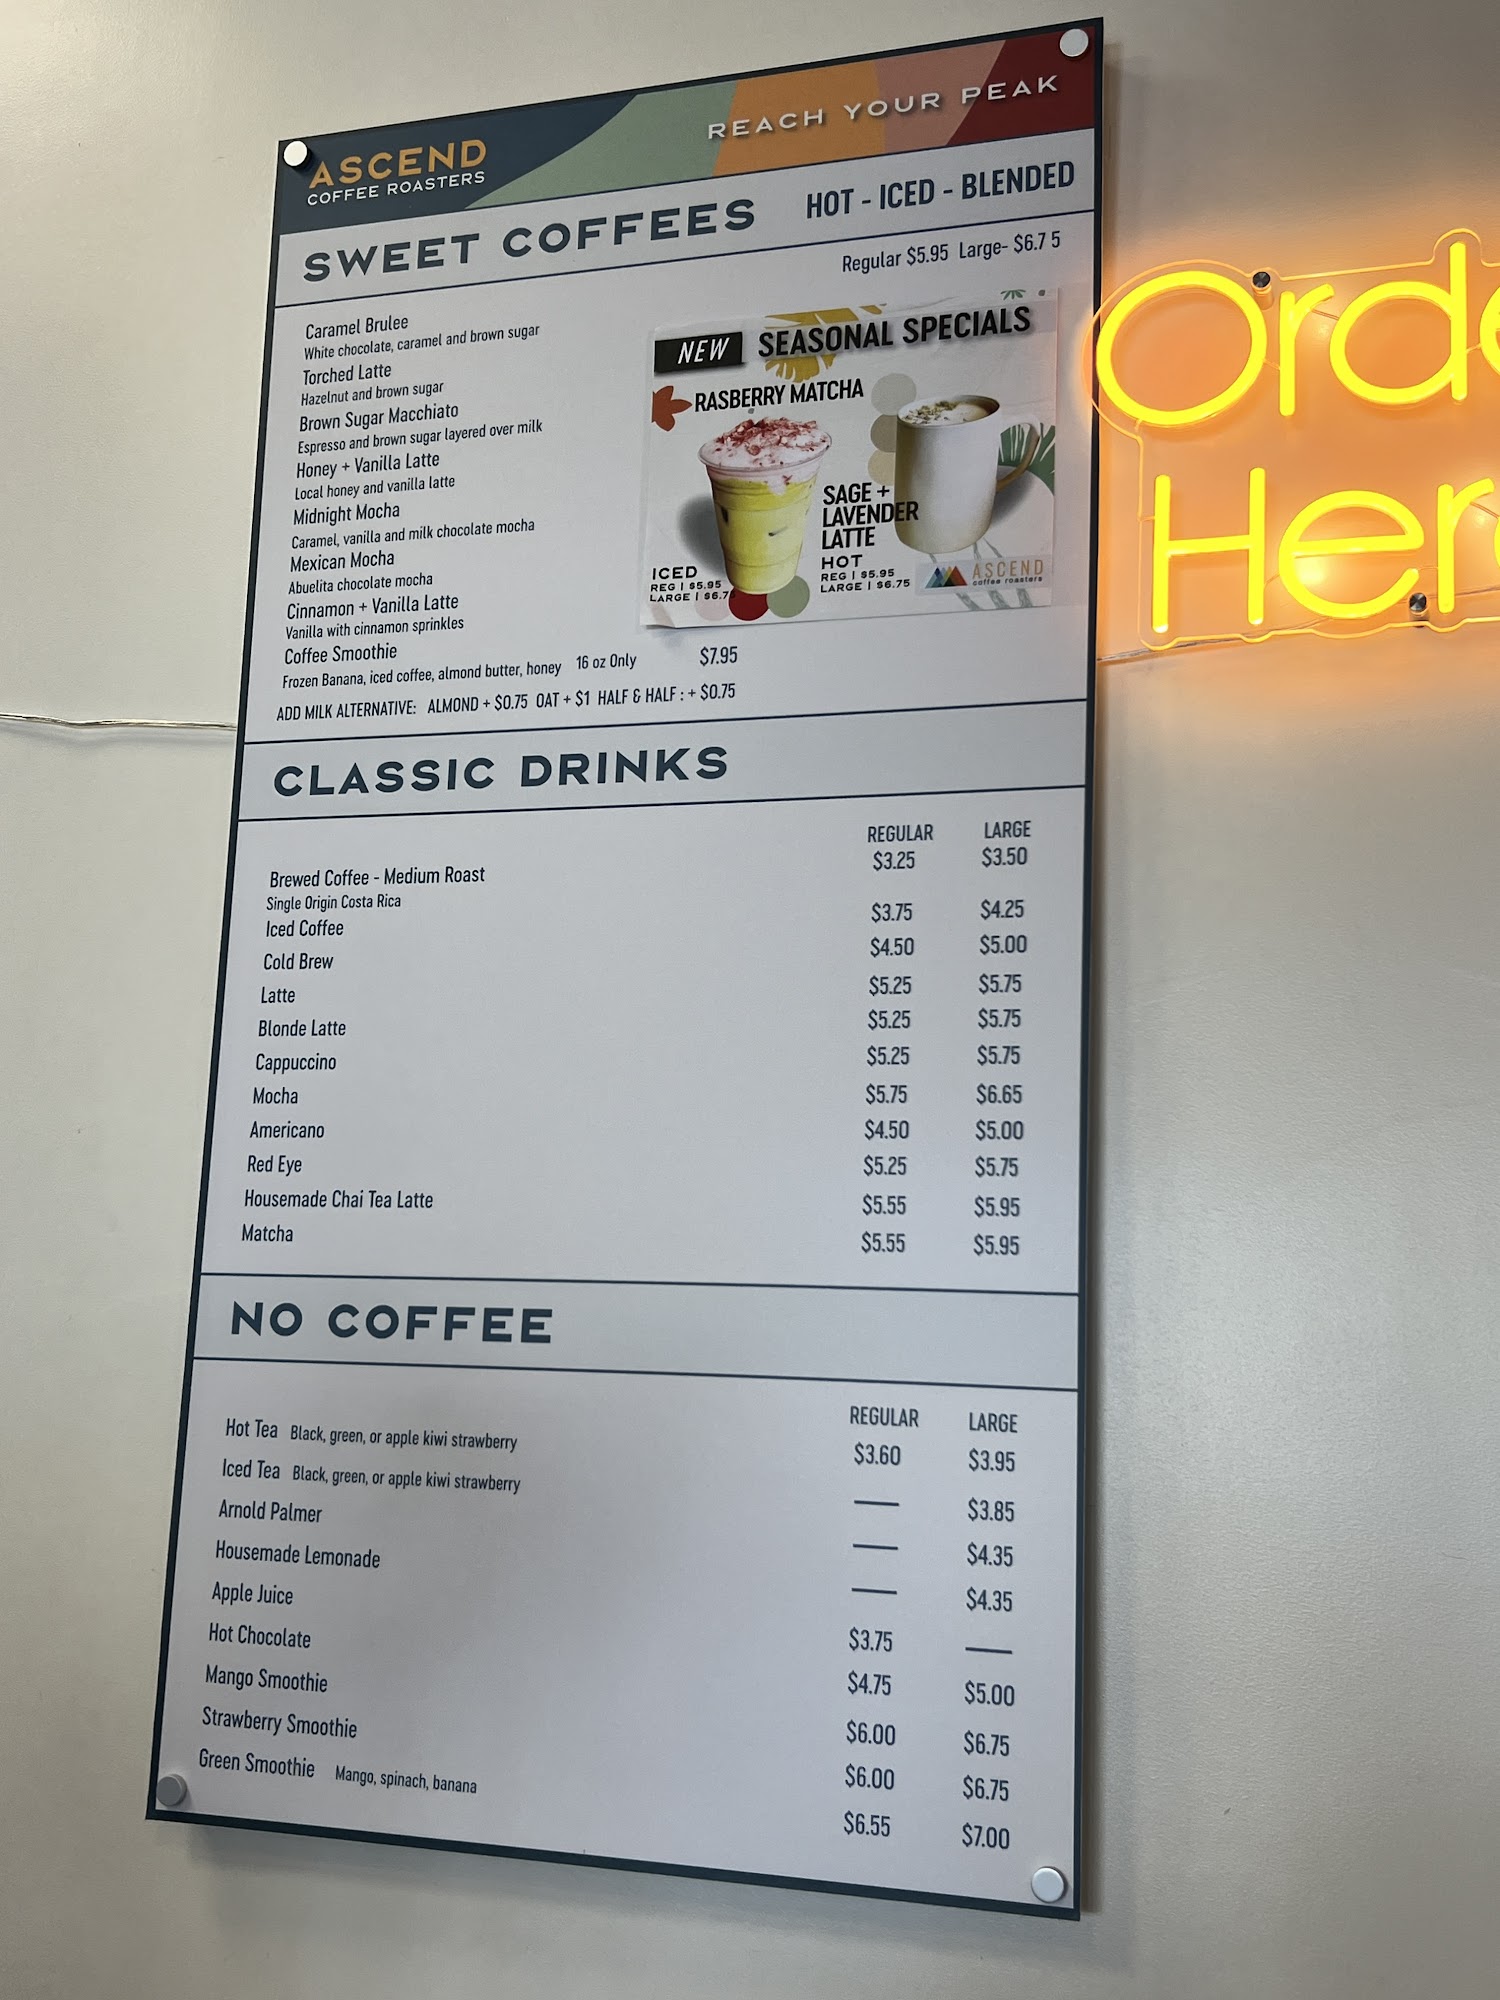 ASCEND
COFFEE ROASTERS
REACH YOUR PEAK
SWEET COFFEES HOT - ICED - BLENDED
Regular $5.95 Large- $6.7 5
Caramel Brulee
White chocolate, caramel and brown sugar
Torched Latte
Hazelnut and brown sugar
Brown Sugar Macchiato
Espresso and brown sugar layered over milk
Honey + Vanilla Latte
Local honey and vanilla latte
Midnight Mocha
Caramel, vanilla and milk chocolate mocha
Mexican Mocha
Abuelita chocolate mocha
Cinnamon + Vanilla Latte
Vanilla with cinnamon sprinkles
Coffee Smoothie
Frozen Banana, iced coffee, almond butter, honey 16 oz Only $7.95
ADD MILK ALTERNATIVE: ALMOND + $0.75 OAT + $1 HALF & HALF : + $0.75
NEW SEASONAL SPECIALS
RASBERRY MATCHA
ICED
REG | $5.95
LARGE | $6.75
SAGE +
LAVENDER
LATTE
HOT
REG | $5.95
LARGE | $6.75
ASCEND
coffee roasters
CLASSIC DRINKS
REGULAR LARGE
Brewed Coffee - Medium Roast $3.25 $3.50
Single Origin Costa Rica
Iced Coffee $3.75 $4.25
Cold Brew $4.50 $5.00
Latte $5.25 $5.75
Blonde Latte $5.25 $5.75
Cappuccino $5.25 $5.75
Mocha $5.75 $6.65
Americano $4.50 $5.00
Red Eye $5.25 $5.75
Housemade Chai Tea Latte $5.55 $5.95
Matcha $5.55 $5.95
NO COFFEE
REGULAR LARGE
Hot Tea Black, green, or apple kiwi strawberry $3.60 $3.95
Iced Tea Black, green, or apple kiwi strawberry — $3.85
Arnold Palmer — $4.35
Housemade Lemonade — $4.35
Apple Juice $3.75 —
Hot Chocolate $4.75 $5.00
Mango Smoothie $6.00 $6.75
Strawberry Smoothie $6.00 $6.75
Green Smoothie Mango, spinach, banana $6.55 $7.00
Orde
Her